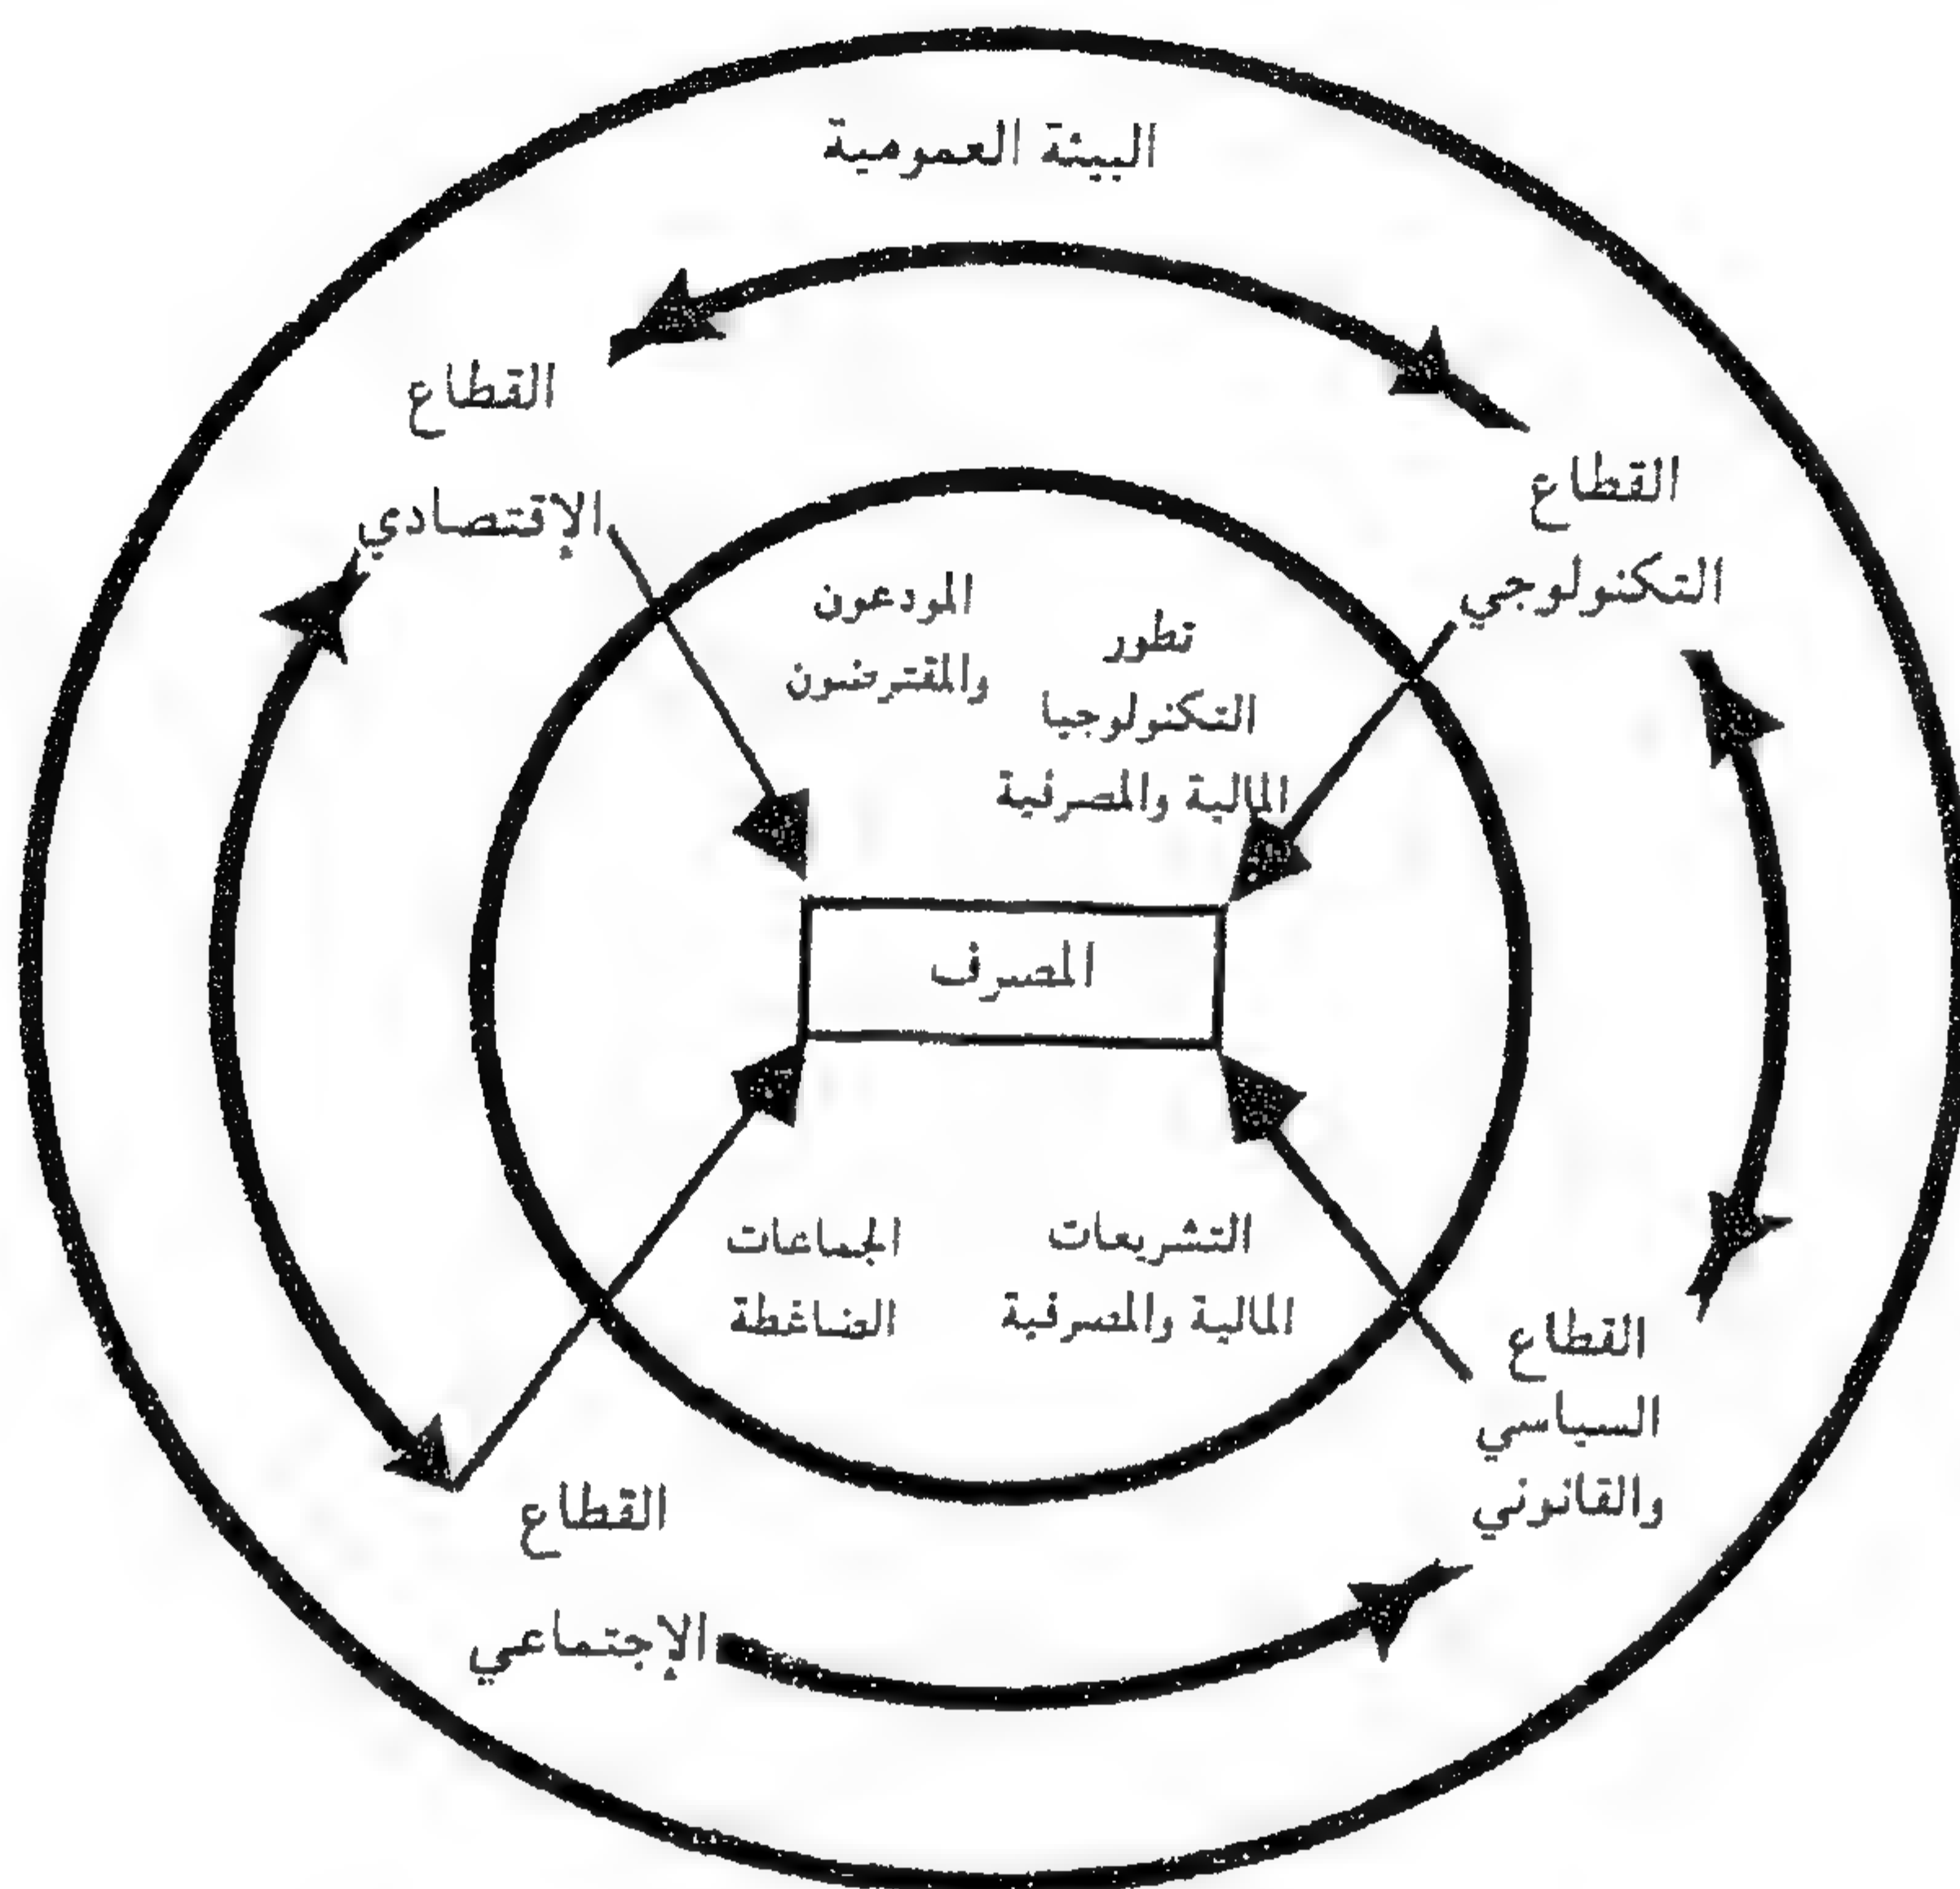 البيئة العمومية
القطاع
التكنولوجي
القطاع
الإقتصادي
المودعون
والمقترضون
تطور
التكنولوجيا
المالية والمصرفية
المصرف
التشريعات
المالية والمصرفية
الجماعات
الضاغطة
القطاع
السياسي
والقانوني
القطاع
الإجتماعي